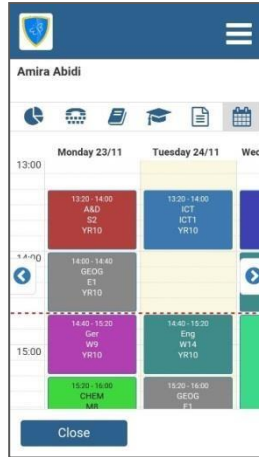 Amira Abidi
Monday 23/11
Tuesday 24/11
Wec
13:00
13:20 - 14:00
A&D
S2
YR10
13:20 - 14:00
ICT
ICT1
YR10
14:00
14:00 - 14:40
GEOG
E1
YR10
14:40 - 15:20
Ger
W9
YR10
14:40 - 15:20
Eng
W14
YR10
15:00
15:20 - 16:00
CHEM
M8
15:20 - 16:00
GEOG
E1
Close